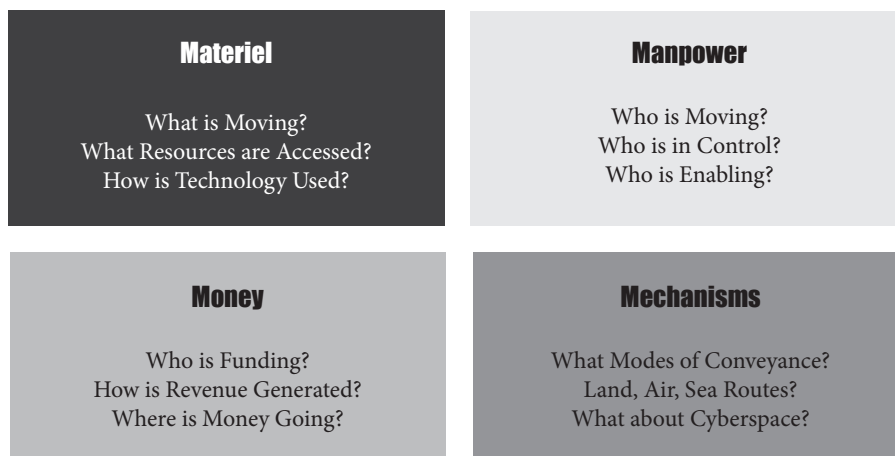 Materiel
What is Moving?
What Resources are Accessed?
How is Technology Used?
Manpower
Who is Moving?
Who is in Control?
Who is Enabling?
Money
Who is Funding?
How is Revenue Generated?
Where is Money Going?
Mechanisms
What Modes of Conveyance?
Land, Air, Sea Routes?
What about Cyberspace?